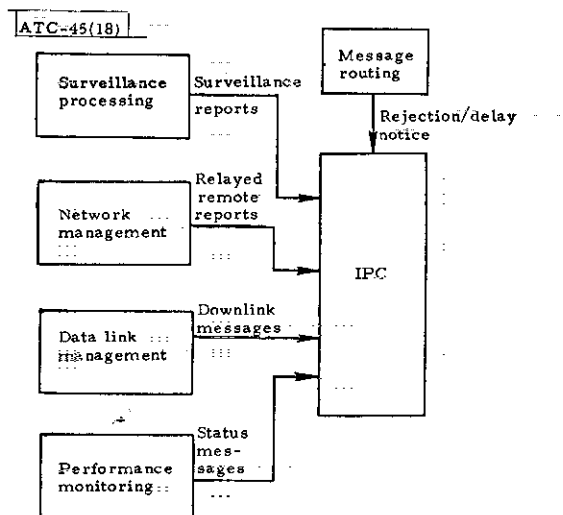 ATC-45(18)
Message
routing
Surveillance
processing
Surveillance
reports
Rejection/delay
notice
Network
management
Relayed
remote
reports
IPC
Data link
management
Downlink
messages
Performance
monitoring
Status
mes-
sages